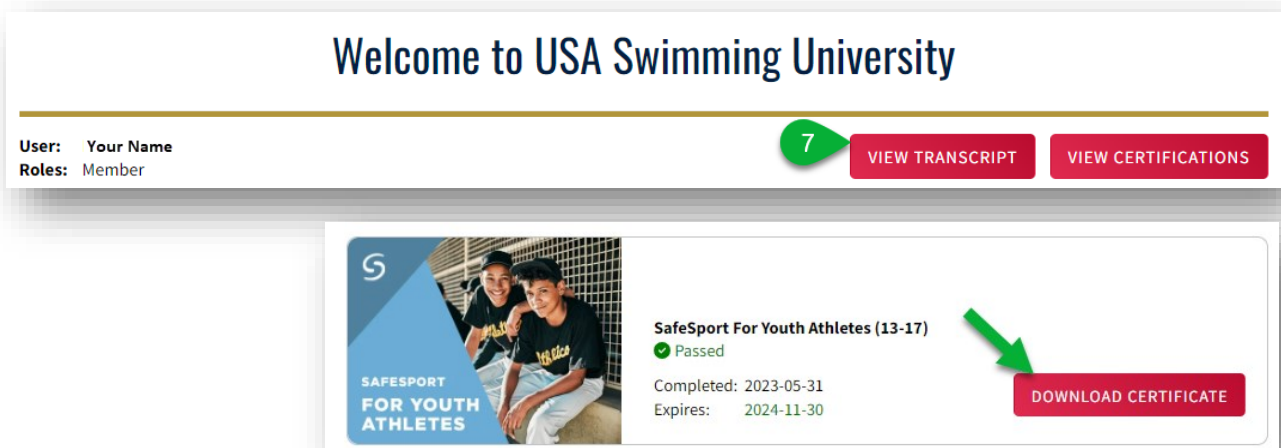 Welcome to USA Swimming University
User: Your Name
Roles: Member
7
VIEW TRANSCRIPT
VIEW CERTIFICATIONS
S
SAFESPORT
FOR YOUTH
ATHLETES
SafeSport For Youth Athletes (13-17)
Passed
Completed: 2023-05-31
Expires: 2024-11-30
DOWNLOAD CERTIFICATE